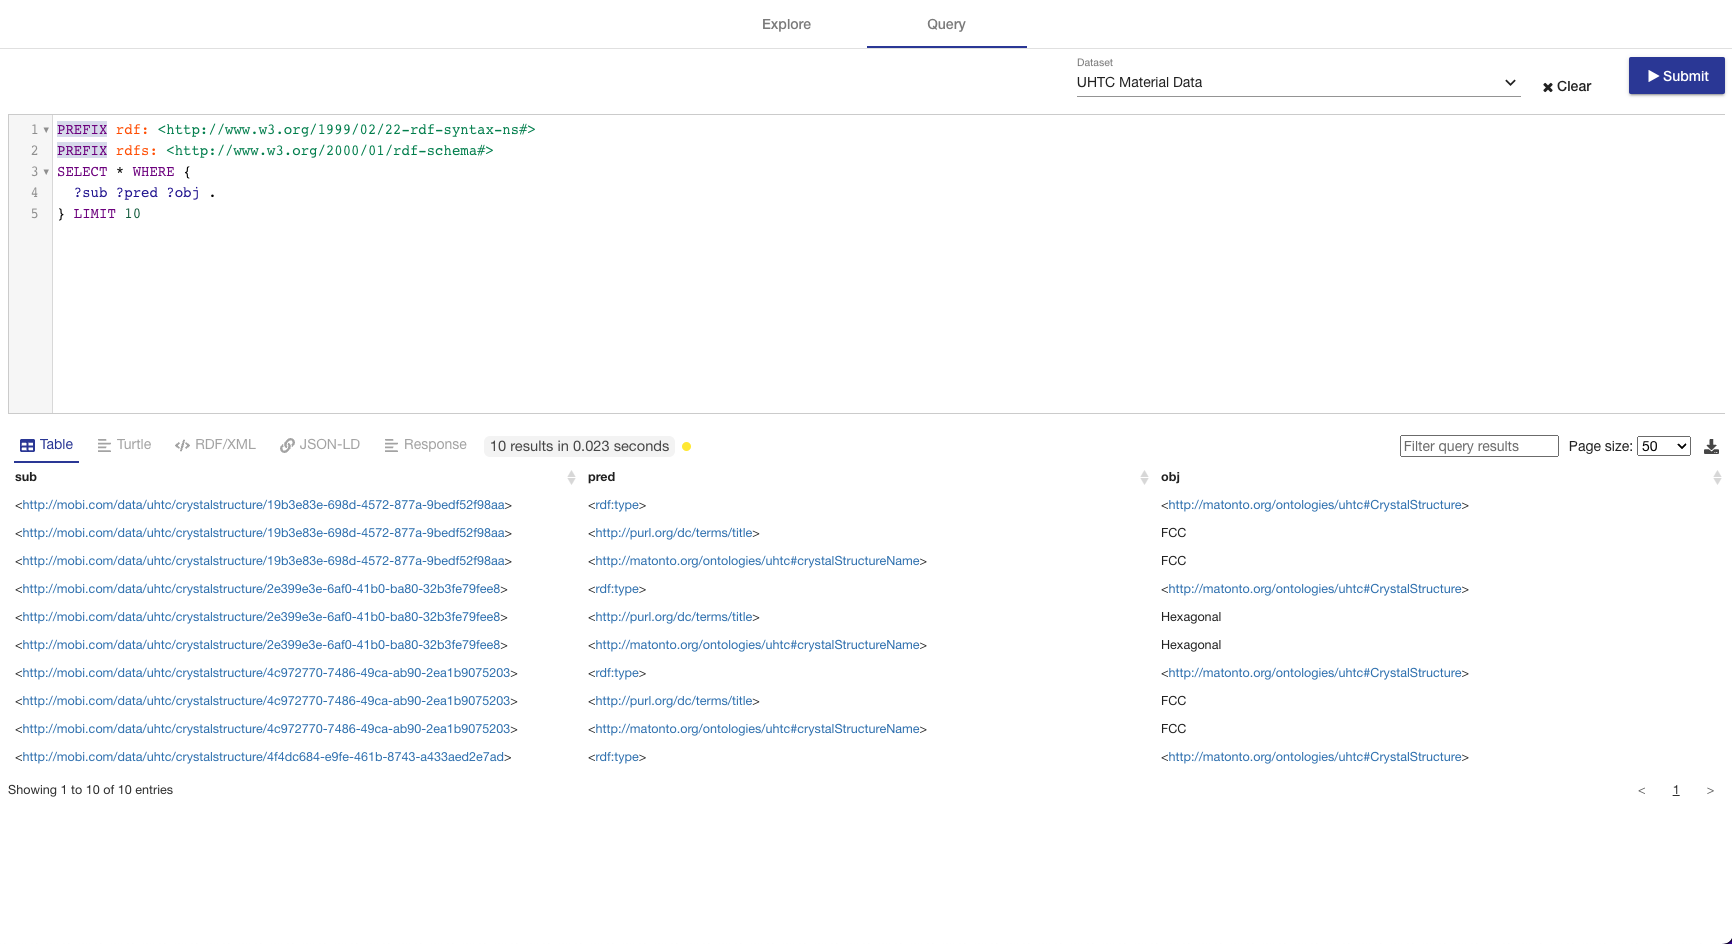 Explore Query
Dataset
UHTC Material Data
Clear
Submit
1 PREFIX rdf: <http://www.w3.org/1999/02/22-rdf-syntax-ns#>
2 PREFIX rdfs: <http://www.w3.org/2000/01/rdf-schema#>
3 SELECT * WHERE {
4 ?sub ?pred ?obj .
5 } LIMIT 10
Table Turtle RDF/XML JSON-LD Response 10 results in 0.023 seconds Filter query results Page size: 50
sub pred obj
<http://mobi.com/data/uhtc/crystalstructure/19b3e83e-698d-4572-877a-9bedf52f98aa> <rdf:type> <http://matonto.org/ontologies/uhtc#CrystalStructure>
<http://mobi.com/data/uhtc/crystalstructure/19b3e83e-698d-4572-877a-9bedf52f98aa> <http://purl.org/dc/terms/title> FCC
<http://mobi.com/data/uhtc/crystalstructure/19b3e83e-698d-4572-877a-9bedf52f98aa> <http://matonto.org/ontologies/uhtc#crystalStructureName> FCC
<http://mobi.com/data/uhtc/crystalstructure/2e399e3e-6af0-41b0-ba80-32b3fe79fee8> <rdf:type> <http://matonto.org/ontologies/uhtc#CrystalStructure>
<http://mobi.com/data/uhtc/crystalstructure/2e399e3e-6af0-41b0-ba80-32b3fe79fee8> <http://purl.org/dc/terms/title> Hexagonal
<http://mobi.com/data/uhtc/crystalstructure/2e399e3e-6af0-41b0-ba80-32b3fe79fee8> <http://matonto.org/ontologies/uhtc#crystalStructureName> Hexagonal
<http://mobi.com/data/uhtc/crystalstructure/4c972770-7486-49ca-ab90-2ea1b9075203> <rdf:type> <http://matonto.org/ontologies/uhtc#CrystalStructure>
<http://mobi.com/data/uhtc/crystalstructure/4c972770-7486-49ca-ab90-2ea1b9075203> <http://purl.org/dc/terms/title> FCC
<http://mobi.com/data/uhtc/crystalstructure/4c972770-7486-49ca-ab90-2ea1b9075203> <http://matonto.org/ontologies/uhtc#crystalStructureName> FCC
<http://mobi.com/data/uhtc/crystalstructure/4f4dc684-e9fe-461b-8743-a433aed2e7ad> <rdf:type> <http://matonto.org/ontologies/uhtc#CrystalStructure>
Showing 1 to 10 of 10 entries < 1 >